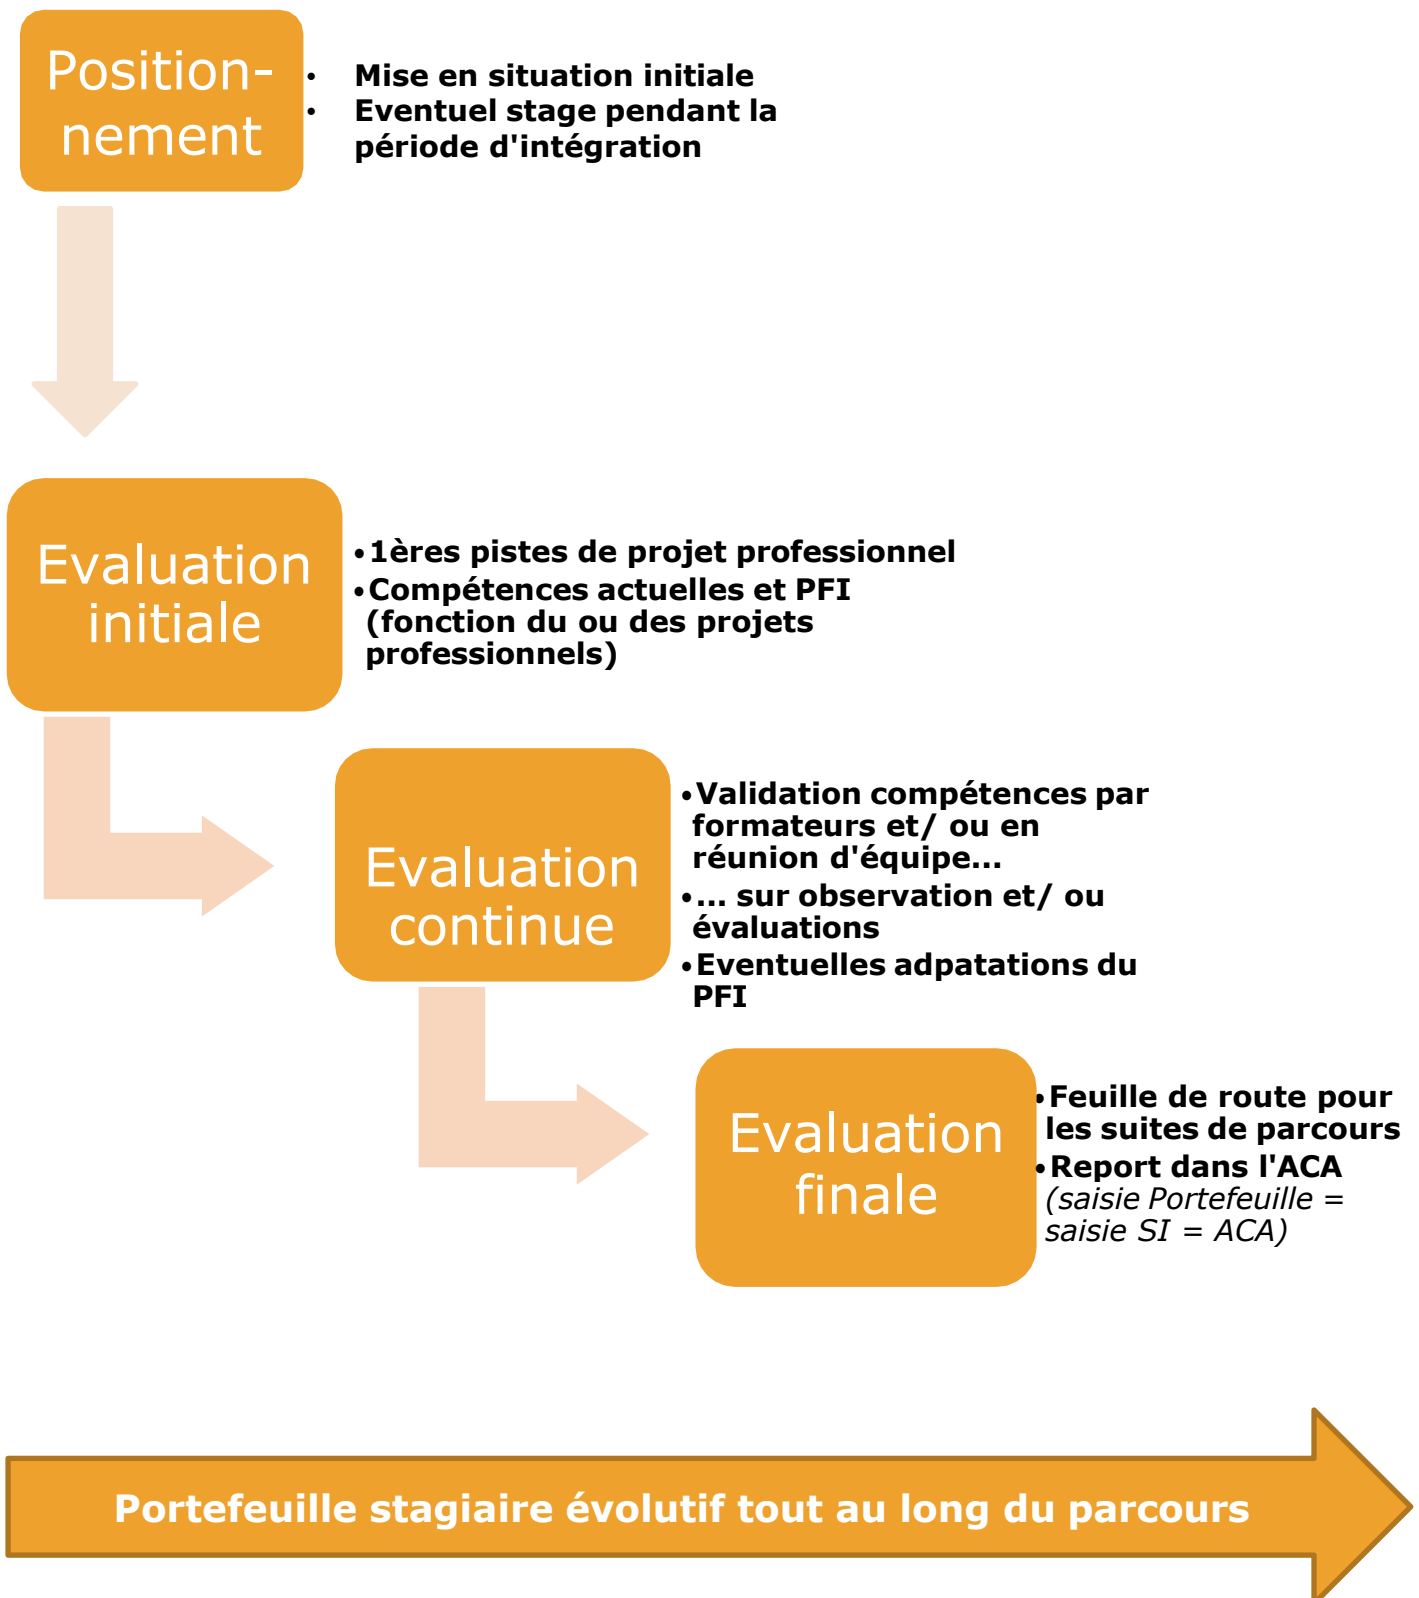 Position-
nement
• Mise en situation initiale
• Eventuel stage pendant la
période d'intégration
Evaluation
initiale
•1ères pistes de projet professionnel
•Compétences actuelles et PFI
(fonction du ou des projets
professionnels)
Evaluation
continue
•Validation compétences par
formateurs et/ ou en
réunion d'équipe...
•... sur observation et/ ou
évaluations
•Eventuelles adpatations du
PFI
Evaluation
finale
•Feuille de route pour
les suites de parcours
•Report dans l'ACA
(saisie Portefeuille =
saisie SI = ACA)
Portefeuille stagiaire évolutif tout au long du parcours